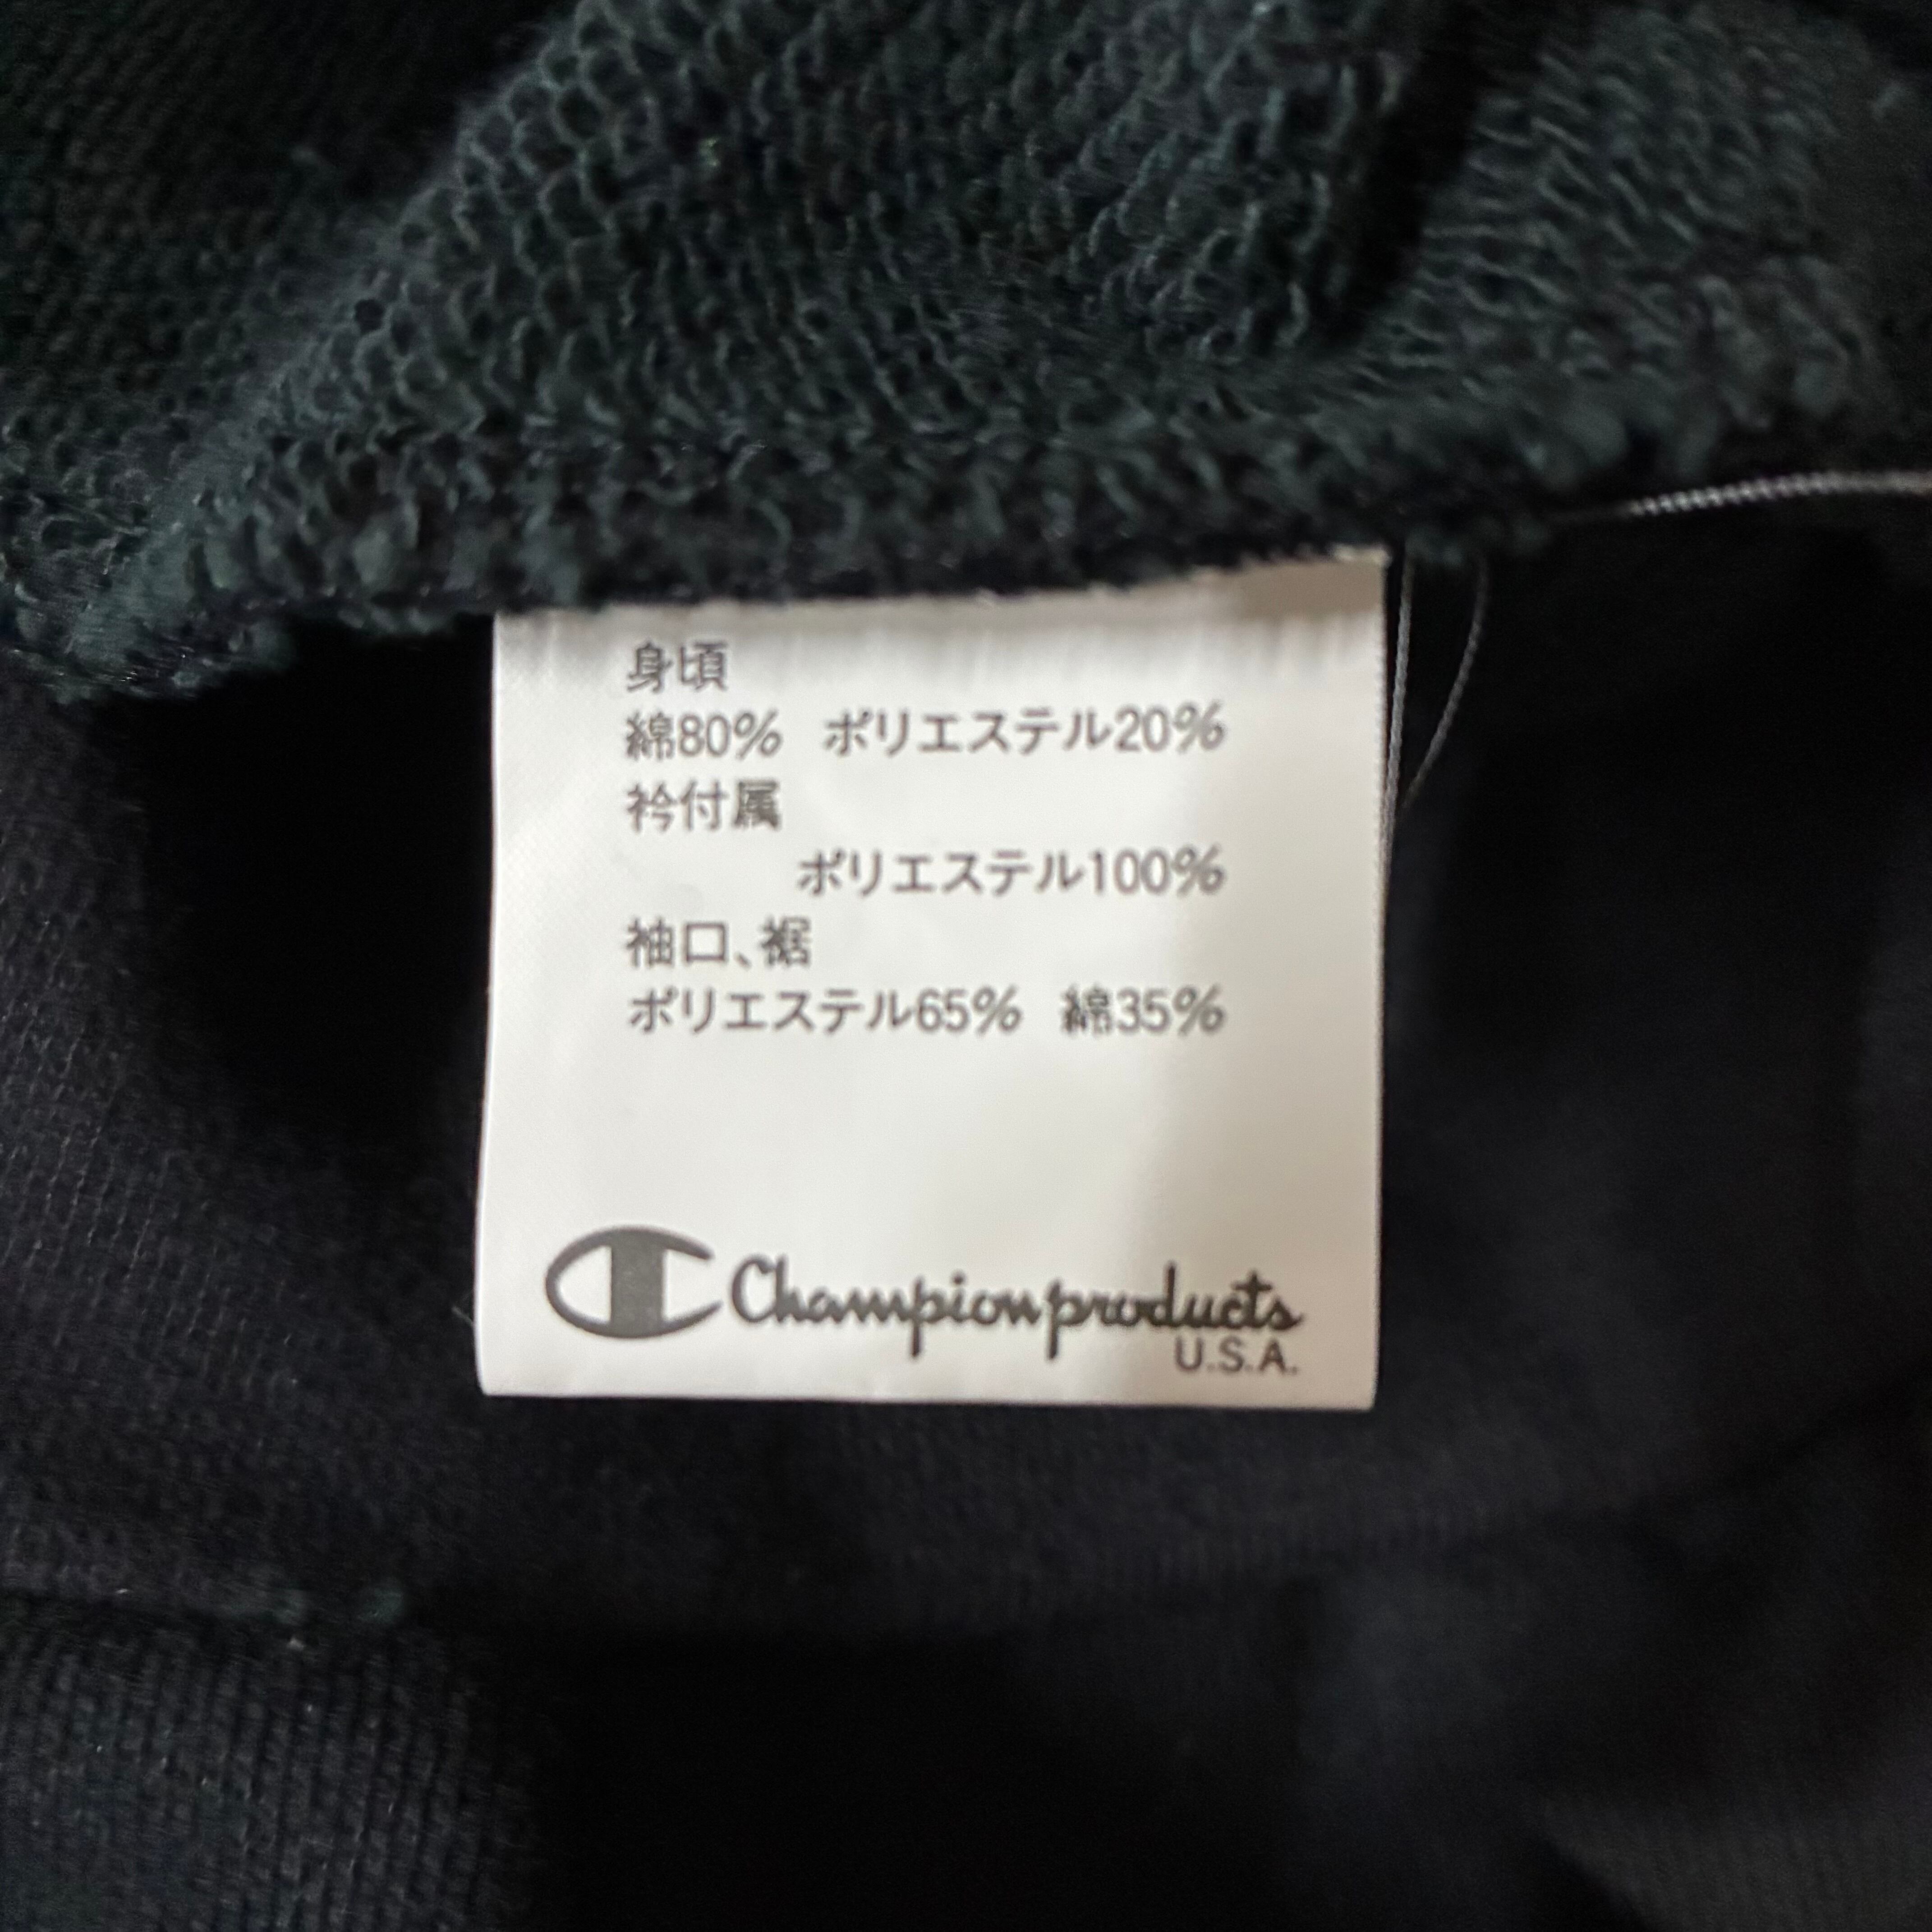 身頃
綿80% ポリエステル20%
衿付属
ポリエステル100%
袖口、裾
ポリエステル65% 綿35%
Champion products
U.S.A.